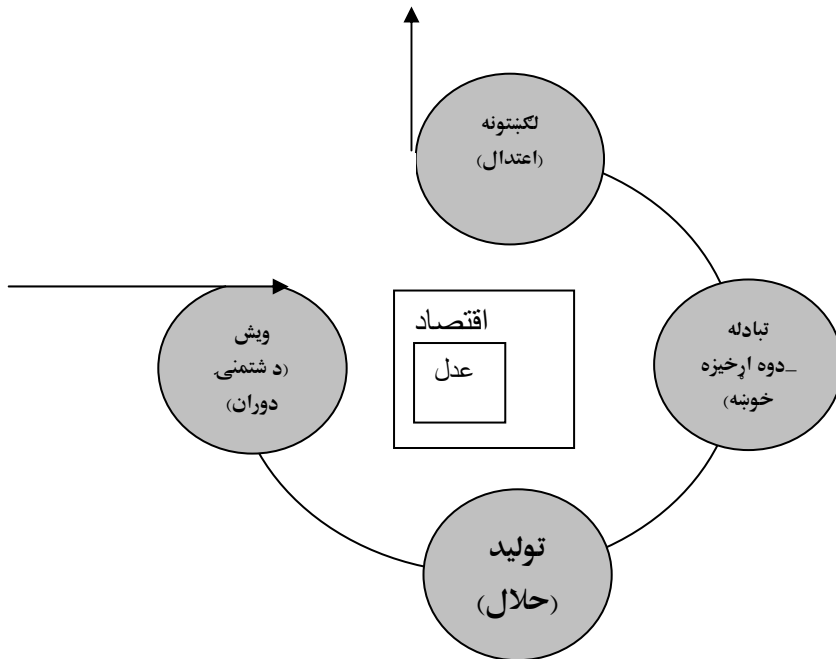 لګښتونه
(اعتدال)
تبادله
_دوه اړخیزه
خوښه)
اقتصاد
عدل
ویش
(د شتمنۍ
دوران)
تولید
(حلال)